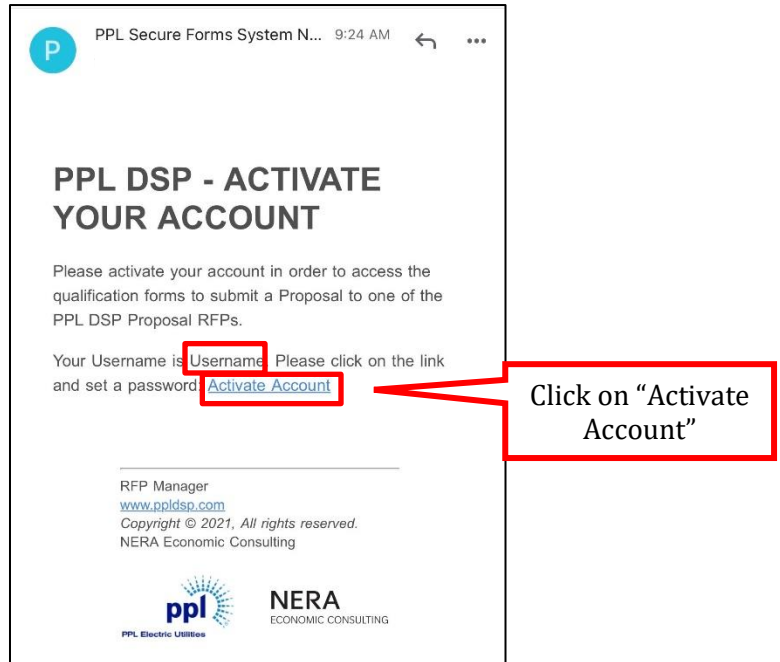 P
PPL Secure Forms System N... 9:24 AM
PPL DSP - ACTIVATE
YOUR ACCOUNT
Please activate your account in order to access the
qualification forms to submit a Proposal to one of the
PPL DSP Proposal RFPs.
Your Username is Username. Please click on the link
and set a password: Activate Account
Click on “Activate
Account”
RFP Manager
www.ppldsp.com
Copyright © 2021, All rights reserved.
NERA Economic Consulting
ppl
PPL Electric Utilities
NERA
ECONOMIC CONSULTING